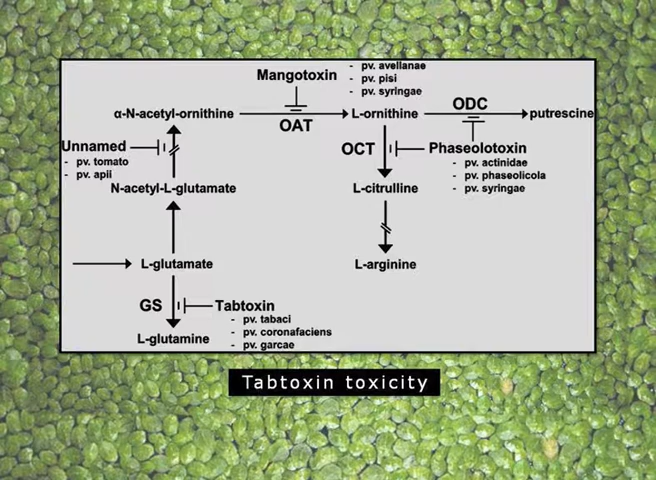 Mangotoxin
- pv. avellanae
- pv. pisi
- pv. syringae
α-N-acetyl-ornithine
OAT
L-ornithine
ODC
putrescine
Unnamed
- pv. tomato
- pv. apii
OCT
Phaseolotoxin
- pv. actinidae
- pv. phaseolicola
- pv. syringae
N-acetyl-L-glutamate
L-citrulline
L-glutamate
L-arginine
GS
Tabtoxin
- pv. tabaci
- pv. coronafaciens
- pv. garcae
L-glutamine
Tabtoxin toxicity